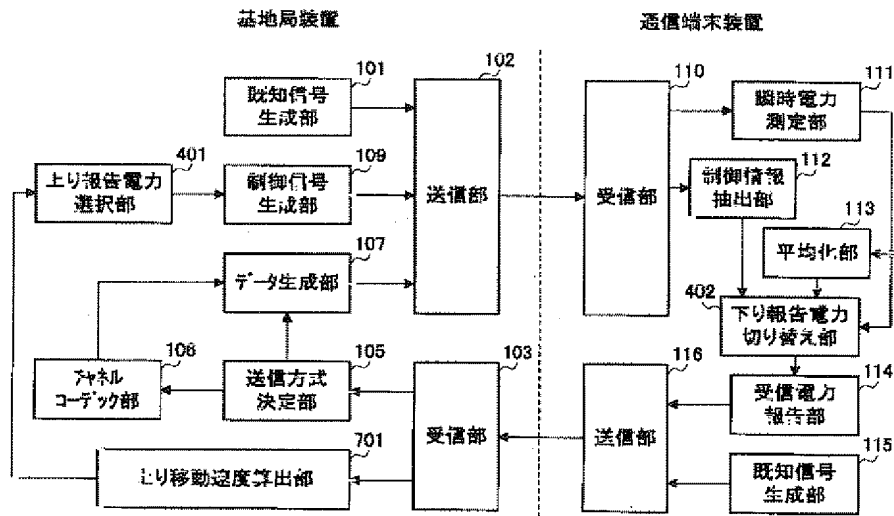 基地局装置
通信端末装置
101
既知信号
生成部
102
送信部
110
受信部
111
瞬時電力
測定部
401
上り報告電力
選択部
109
制御信号
生成部
112
制御情報
抽出部
113
平均化部
107
データ生成部
402
下り報告電力
切り替え部
106
チャネル
コーデック部
105
送信方式
決定部
103
受信部
116
送信部
114
受信電力
報告部
701
上り移動速度算出部
115
既知信号
生成部